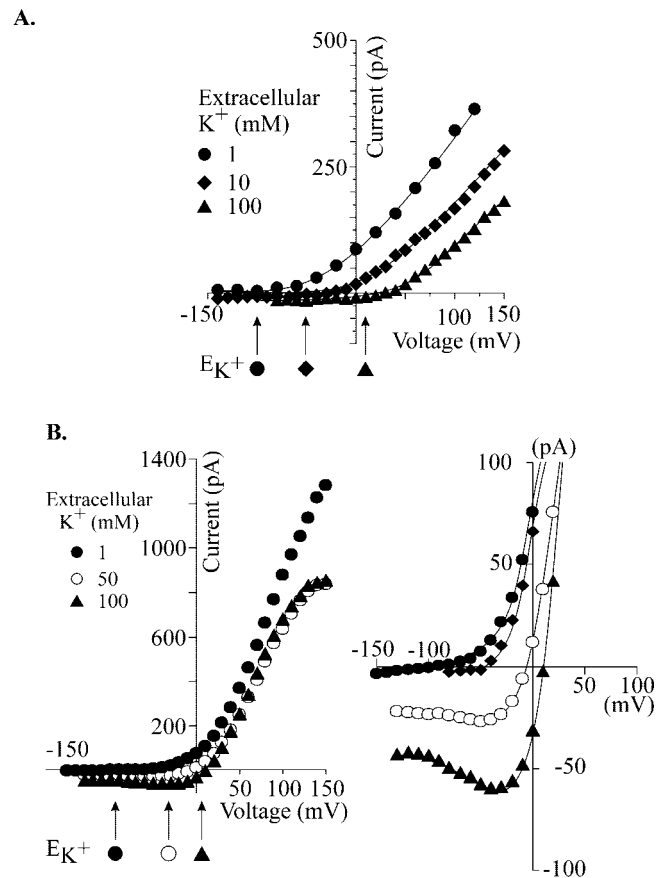 A.
500
Current (pA)
Extracellular
K+ (mM)
1
10
100
250
-150
100 150
Voltage (mV)
EK+
B.
1400
Current (pA)
Extracellular
K+ (mM)
1
50
100
1000
600
200
-150
50 100 150
Voltage (mV)
EK+
(pA)
100
50
-150 -100
50 100
(mV)
-50
-100